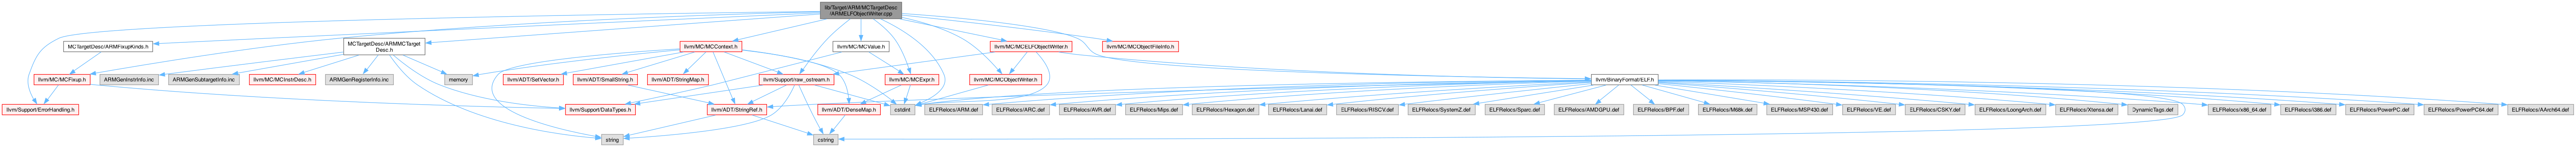 lib/Target/ARM/MCTargetDesc
/ARMELFObjectWriter.cpp
MCTargetDesc/ARMFixupKinds.h
MCTargetDesc/ARMMCTarget
Desc.h
llvm/MC/MCContext.h
llvm/MC/MCValue.h
llvm/MC/MCELFObjectWriter.h
llvm/MC/MCObjectFileInfo.h
llvm/MC/MCFixup.h
ARMGenInstrInfo.inc
ARMGenSubtargetInfo.inc
llvm/MC/MCInstrDesc.h
ARMGenRegisterInfo.inc
memory
llvm/ADT/SetVector.h
llvm/ADT/SmallString.h
llvm/ADT/StringMap.h
llvm/Support/raw_ostream.h
llvm/MC/MCExpr.h
llvm/MC/MCObjectWriter.h
llvm/BinaryFormat/ELF.h
llvm/Support/ErrorHandling.h
llvm/Support/DataTypes.h
llvm/ADT/StringRef.h
llvm/ADT/DenseMap.h
cstdint
ELFRelocs/ARM.def
ELFRelocs/ARC.def
ELFRelocs/AVR.def
ELFRelocs/Mips.def
ELFRelocs/Hexagon.def
ELFRelocs/Lanai.def
ELFRelocs/RISCV.def
ELFRelocs/SystemZ.def
ELFRelocs/Sparc.def
ELFRelocs/AMDGPU.def
ELFRelocs/BPF.def
ELFRelocs/M68k.def
ELFRelocs/MSP430.def
ELFRelocs/VE.def
ELFRelocs/CSKY.def
ELFRelocs/LoongArch.def
ELFRelocs/Xtensa.def
DynamicTags.def
ELFRelocs/x86_64.def
ELFRelocs/i386.def
ELFRelocs/PowerPC.def
ELFRelocs/PowerPC64.def
ELFRelocs/AArch64.def
string
cstring